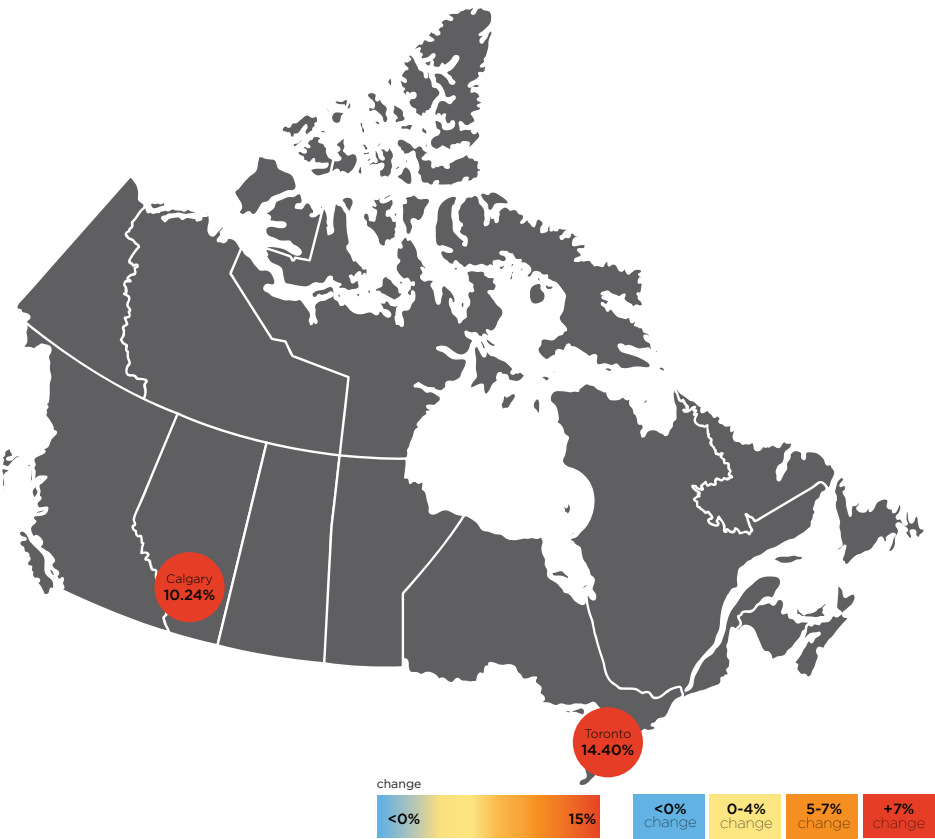 Calgary
10.24%
Toronto
14.40%
change
<0%
15%
<0%
change
0-4%
change
5-7%
change
+7%
change